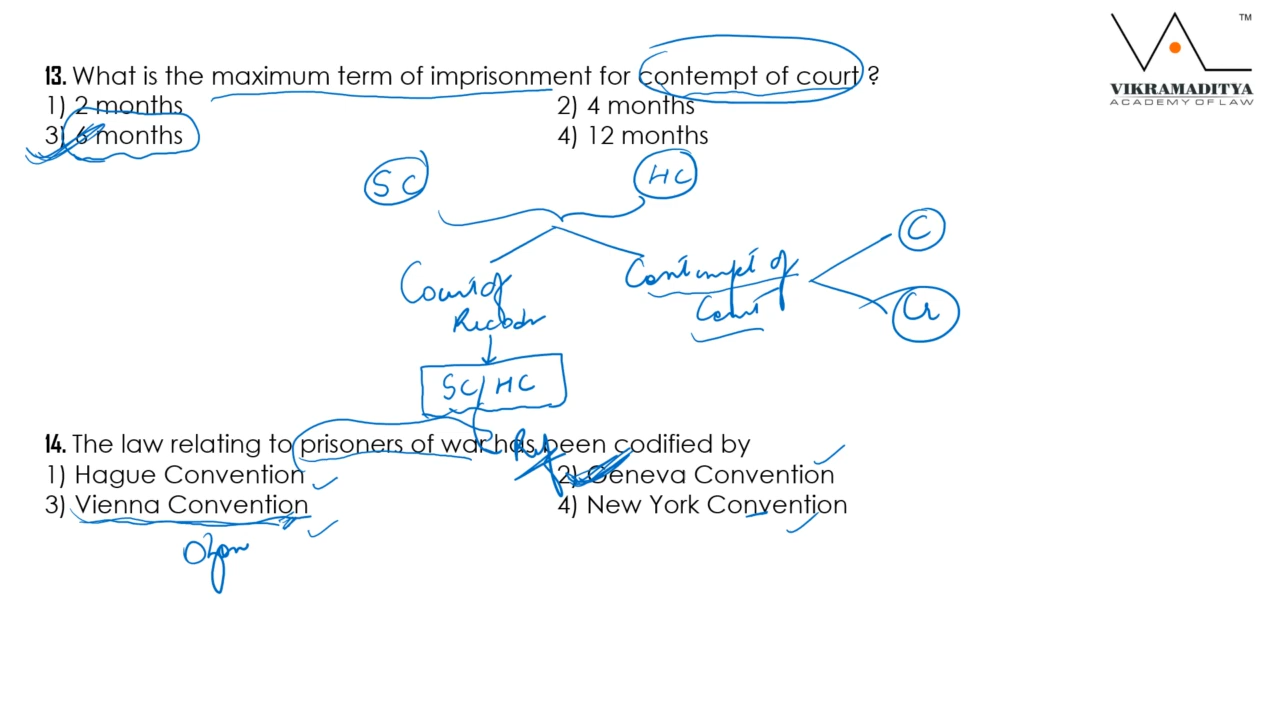 TM
VIKRAMADITYA
ACADEMY OF LAW
13. What is the maximum term of imprisonment for contempt of court ?
1) 2 months 2) 4 months
3) 6 months 4) 12 months
SC HC
C
Court of Contempt of
Record Court Cr
SC/HC
14. The law relating to prisoners of war has been codified by
1) Hague Convention 2) Geneva Convention
3) Vienna Convention 4) New York Convention